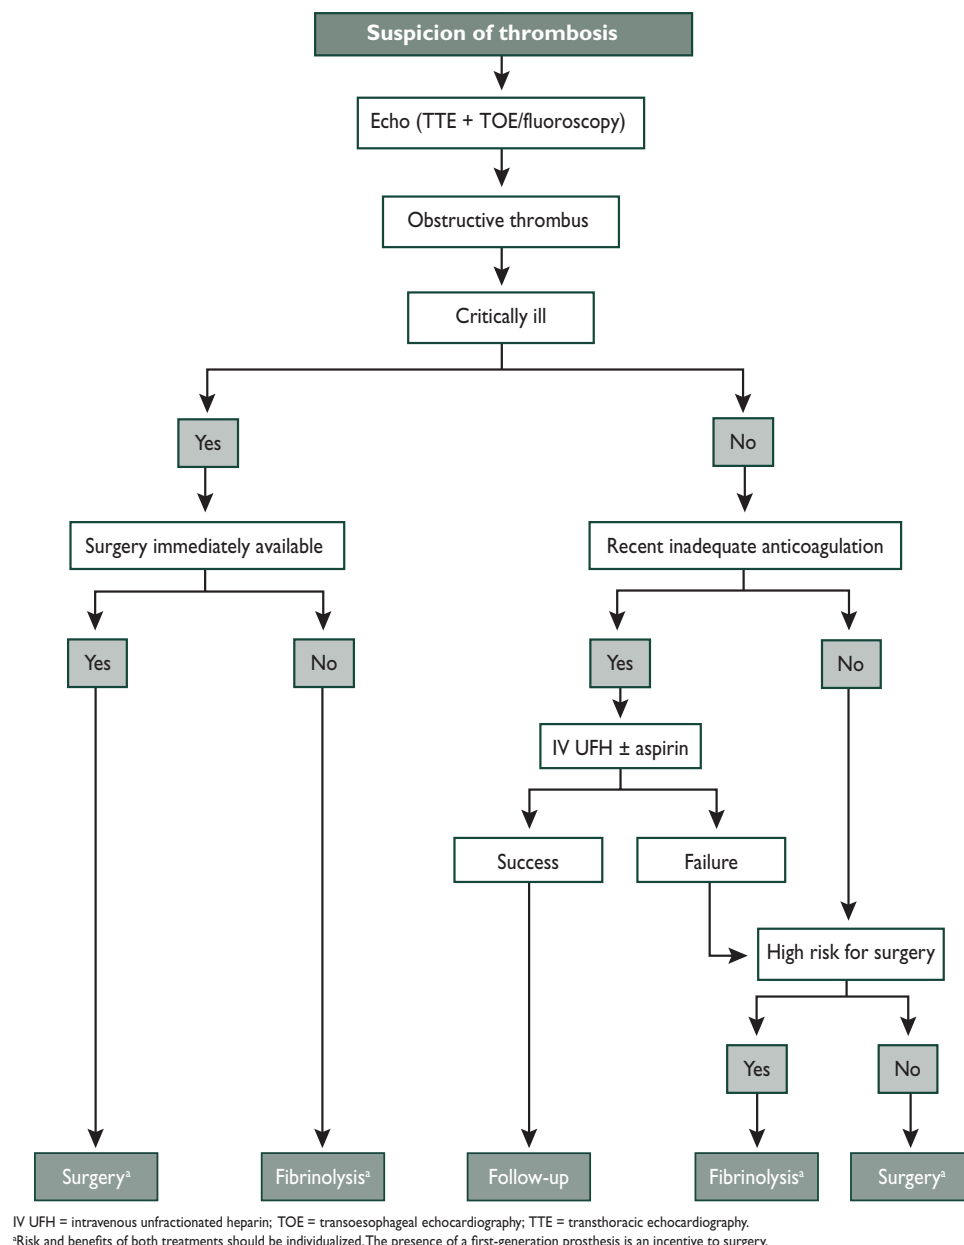 Suspicion of thrombosis
Echo (TTE + TOE/fluoroscopy)
Obstructive thrombus
Critically ill
Yes
No
Surgery immediately available
Recent inadequate anticoagulation
Yes
No
Yes
No
IV UFH ± aspirin
Success
Failure
High risk for surgery
Yes
No
Surgeryᵃ
Fibrinolysisᵃ
Follow-up
Fibrinolysisᵃ
Surgeryᵃ
IV UFH = intravenous unfractionated heparin; TOE = transoesophageal echocardiography; TTE = transthoracic echocardiography.
ᵃRisk and benefits of both treatments should be individualized. The presence of a first-generation prosthesis is an incentive to surgery.